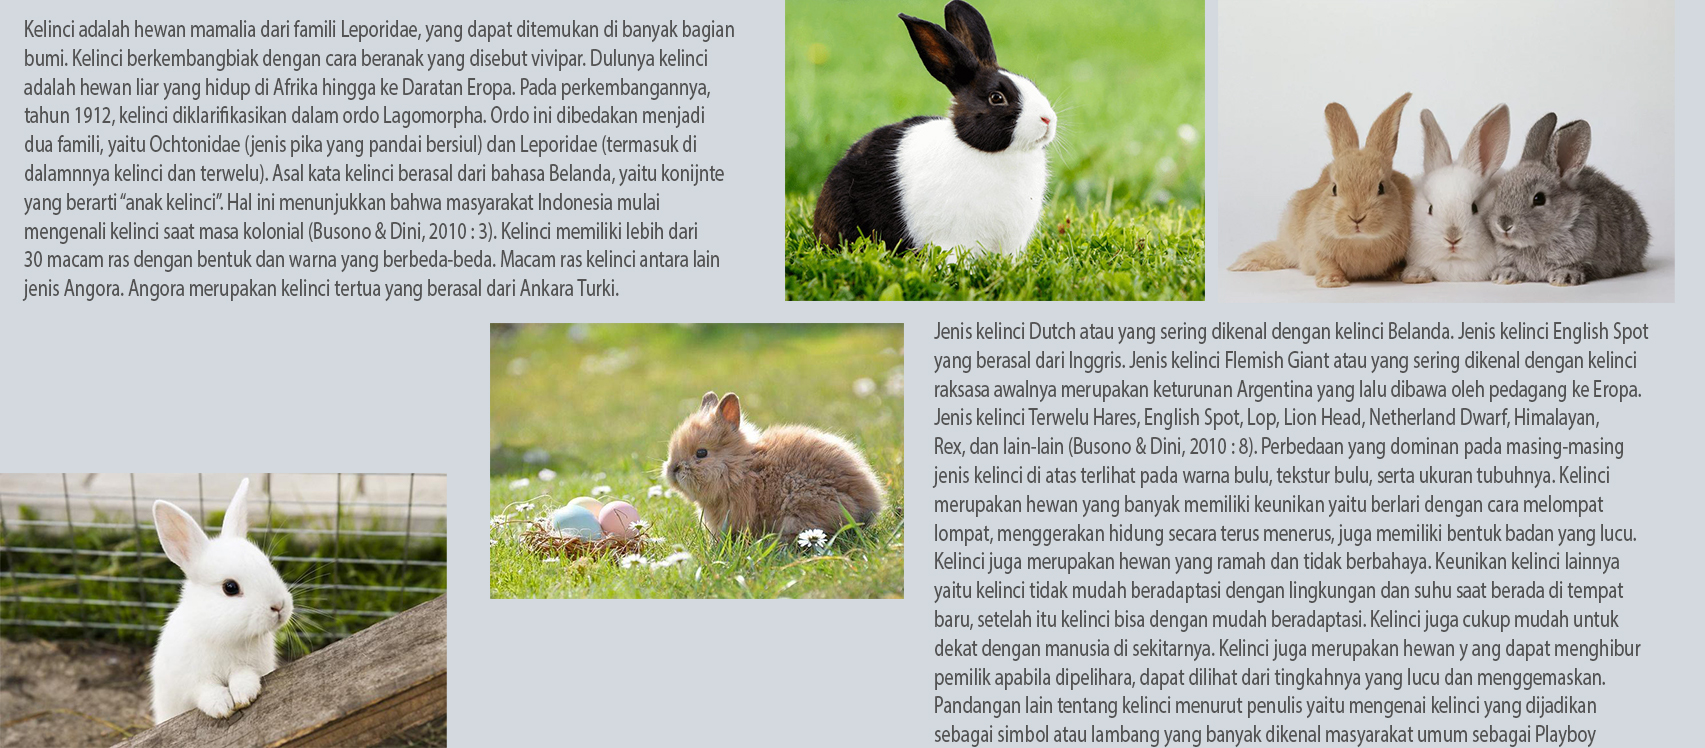 Kelinci adalah hewan mamalia dari famili Leporidae, yang dapat ditemukan di banyak bagian
bumi. Kelinci berkembangbiak dengan cara beranak yang disebut vivipar. Dulunya kelinci
adalah hewan liar yang hidup di Afrika hingga ke Daratan Eropa. Pada perkembangannya,
tahun 1912, kelinci diklarifikasikan dalam ordo Lagomorpha. Ordo ini dibedakan menjadi
dua famili, yaitu Ochtonidae (jenis pika yang pandai bersiul) dan Leporidae (termasuk di
dalamnnya kelinci dan terwelu). Asal kata kelinci berasal dari bahasa Belanda, yaitu konijnte
yang berarti “anak kelinci”. Hal ini menunjukkan bahwa masyarakat Indonesia mulai
mengenali kelinci saat masa kolonial (Busono & Dini, 2010 : 3). Kelinci memiliki lebih dari
30 macam ras dengan bentuk dan warna yang berbeda-beda. Macam ras kelinci antara lain
jenis Angora. Angora merupakan kelinci tertua yang berasal dari Ankara Turki.
Jenis kelinci Dutch atau yang sering dikenal dengan kelinci Belanda. Jenis kelinci English Spot
yang berasal dari Inggris. Jenis kelinci Flemish Giant atau yang sering dikenal dengan kelinci
raksasa awalnya merupakan keturunan Argentina yang lalu dibawa oleh pedagang ke Eropa.
Jenis kelinci Terwelu Hares, English Spot, Lop, Lion Head, Netherland Dwarf, Himalayan,
Rex, dan lain-lain (Busono & Dini, 2010 : 8). Perbedaan yang dominan pada masing-masing
jenis kelinci di atas terlihat pada warna bulu, tekstur bulu, serta ukuran tubuhnya. Kelinci
merupakan hewan yang banyak memiliki keunikan yaitu berlari dengan cara melompat
lompat, menggerakan hidung secara terus menerus, juga memiliki bentuk badan yang lucu.
Kelinci juga merupakan hewan yang ramah dan tidak berbahaya. Keunikan kelinci lainnya
yaitu kelinci tidak mudah beradaptasi dengan lingkungan dan suhu saat berada di tempat
baru, setelah itu kelinci bisa dengan mudah beradaptasi. Kelinci juga cukup mudah untuk
dekat dengan manusia di sekitarnya. Kelinci juga merupakan hewan y ang dapat menghibur
pemilik apabila dipelihara, dapat dilihat dari tingkahnya yang lucu dan menggemaskan.
Pandangan lain tentang kelinci menurut penulis yaitu mengenai kelinci yang dijadikan
sebagai simbol atau lambang yang banyak dikenal masyarakat umum sebagai Playboy